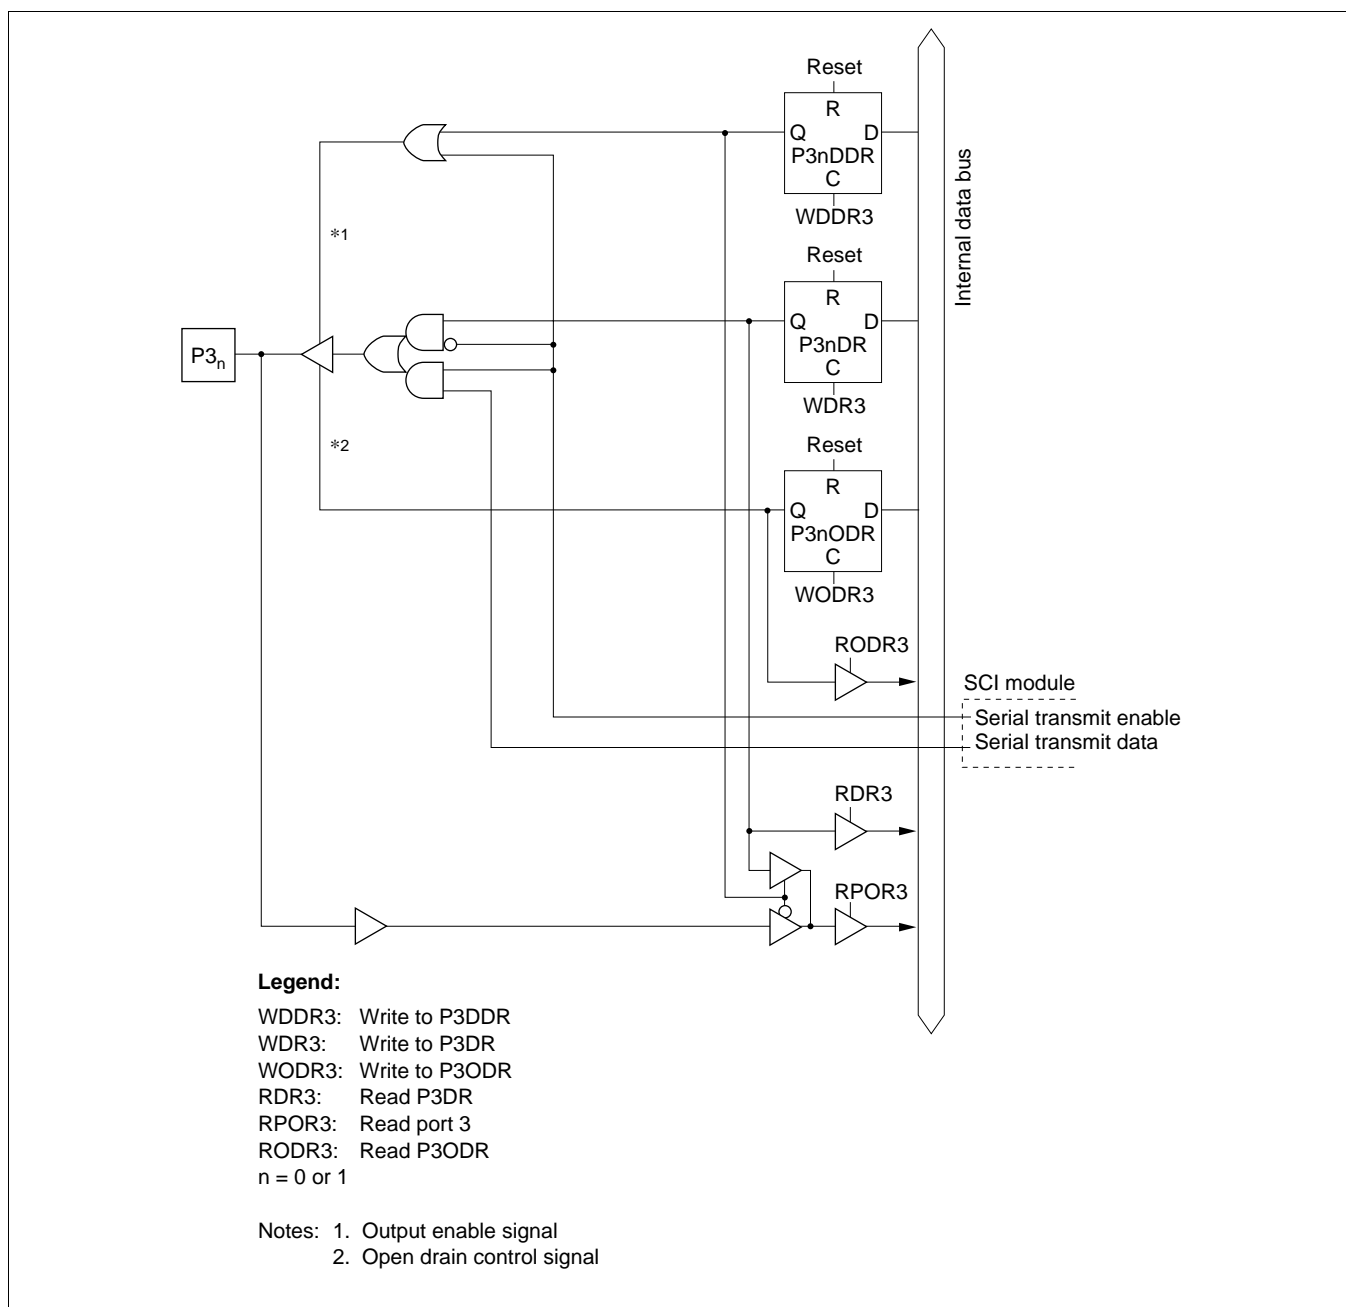 Reset
R
Q D
P3nDDR
C
WDDR3
Internal data bus
*1
Reset
R
Q D
P3nDR
C
WDR3
P3n
*2
Reset
R
Q D
P3nODR
C
WODR3
RODR3
SCI module
Serial transmit enable
Serial transmit data
RDR3
RPOR3
Legend:
WDDR3: Write to P3DDR
WDR3: Write to P3DR
WODR3: Write to P3ODR
RDR3: Read P3DR
RPOR3: Read port 3
RODR3: Read P3ODR
n = 0 or 1
Notes: 1. Output enable signal
2. Open drain control signal